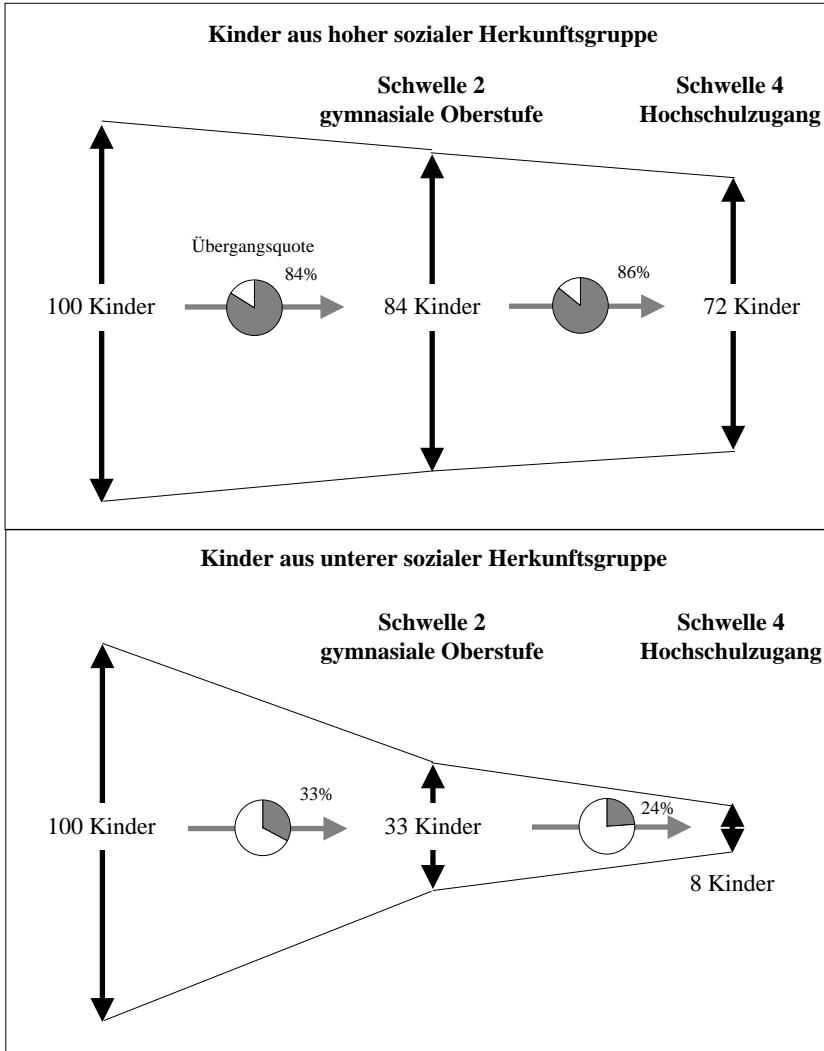 Kinder aus hoher sozialer Herkunftsgruppe
Schwelle 2
gymnasiale Oberstufe
Schwelle 4
Hochschulzugang
Übergangsquote
84%
86%
100 Kinder
84 Kinder
72 Kinder
Kinder aus unterer sozialer Herkunftsgruppe
Schwelle 2
gymnasiale Oberstufe
Schwelle 4
Hochschulzugang
33%
24%
100 Kinder
33 Kinder
8 Kinder